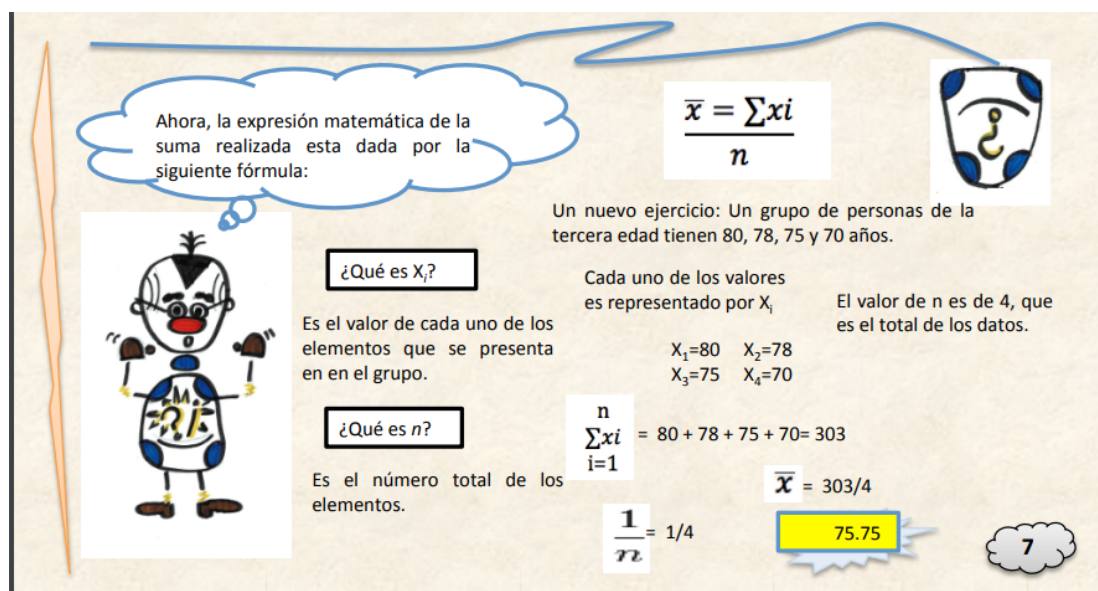 Ahora, la expresión matemática de la
suma realizada esta dada por la
siguiente fórmula:
x̅ = ∑xi
n
¿
Un nuevo ejercicio: Un grupo de personas de la
tercera edad tienen 80, 78, 75 y 70 años.
¿Qué es Xᵢ?
Es el valor de cada uno de los
elementos que se presenta
en en el grupo.
¿Qué es n?
Es el número total de los
elementos.
Cada uno de los valores
es representado por Xᵢ
El valor de n es de 4, que
es el total de los datos.
X₁=80 X₂=78
X₃=75 X₄=70
n
∑xi = 80 + 78 + 75 + 70= 303
i=1
x̅ = 303/4
1
n
= 1/4
75.75
7